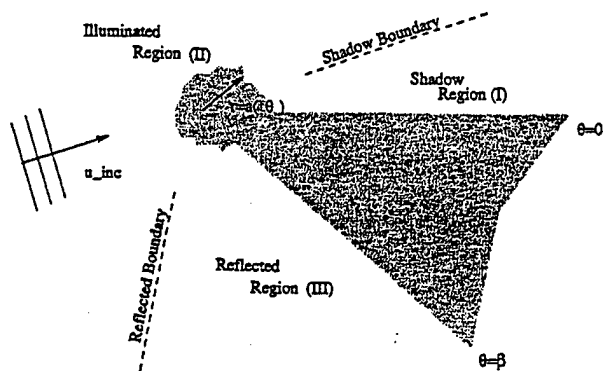 Illuminated
Region (II)
Shadow Boundary
Shadow
Region (I)
θ=0
u_inc
Reflected Boundary
Reflected
Region (III)
θ=β